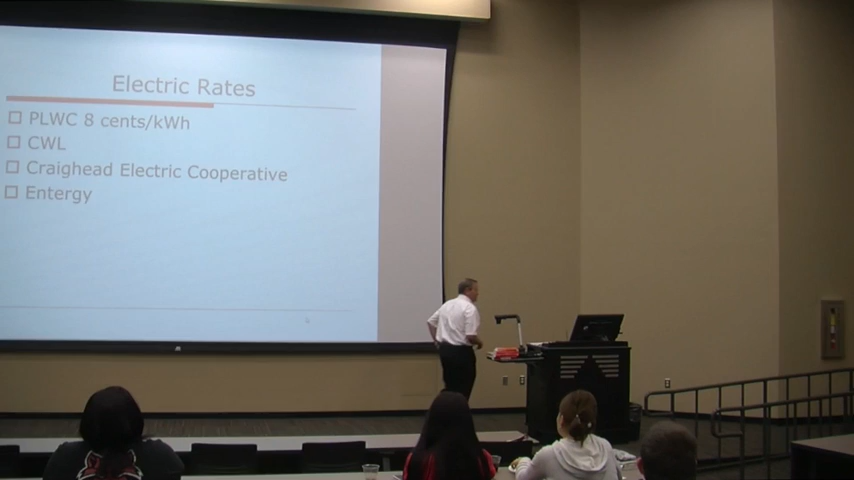 Electric Rates
PLWC 8 cents/kWh
CWL
Craighead Electric Cooperative
Entergy